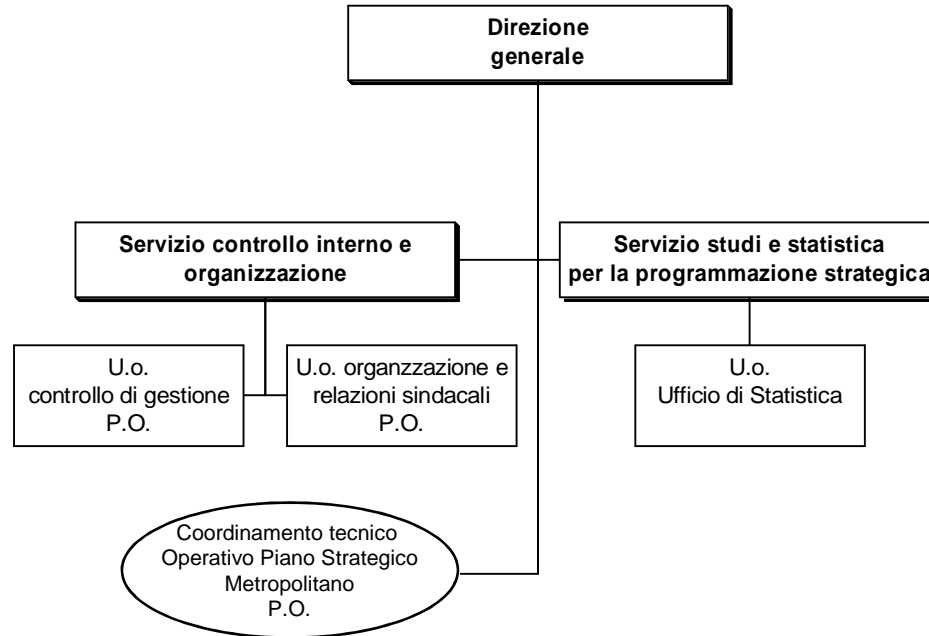 Direzione
generale
Servizio controllo interno e
organizzazione
Servizio studi e statistica
per la programmazione strategica
U.o.
controllo di gestione
P.O.
U.o. organzzazione e
relazioni sindacali
P.O.
U.o.
Ufficio di Statistica
Coordinamento tecnico
Operativo Piano Strategico
Metropolitano
P.O.